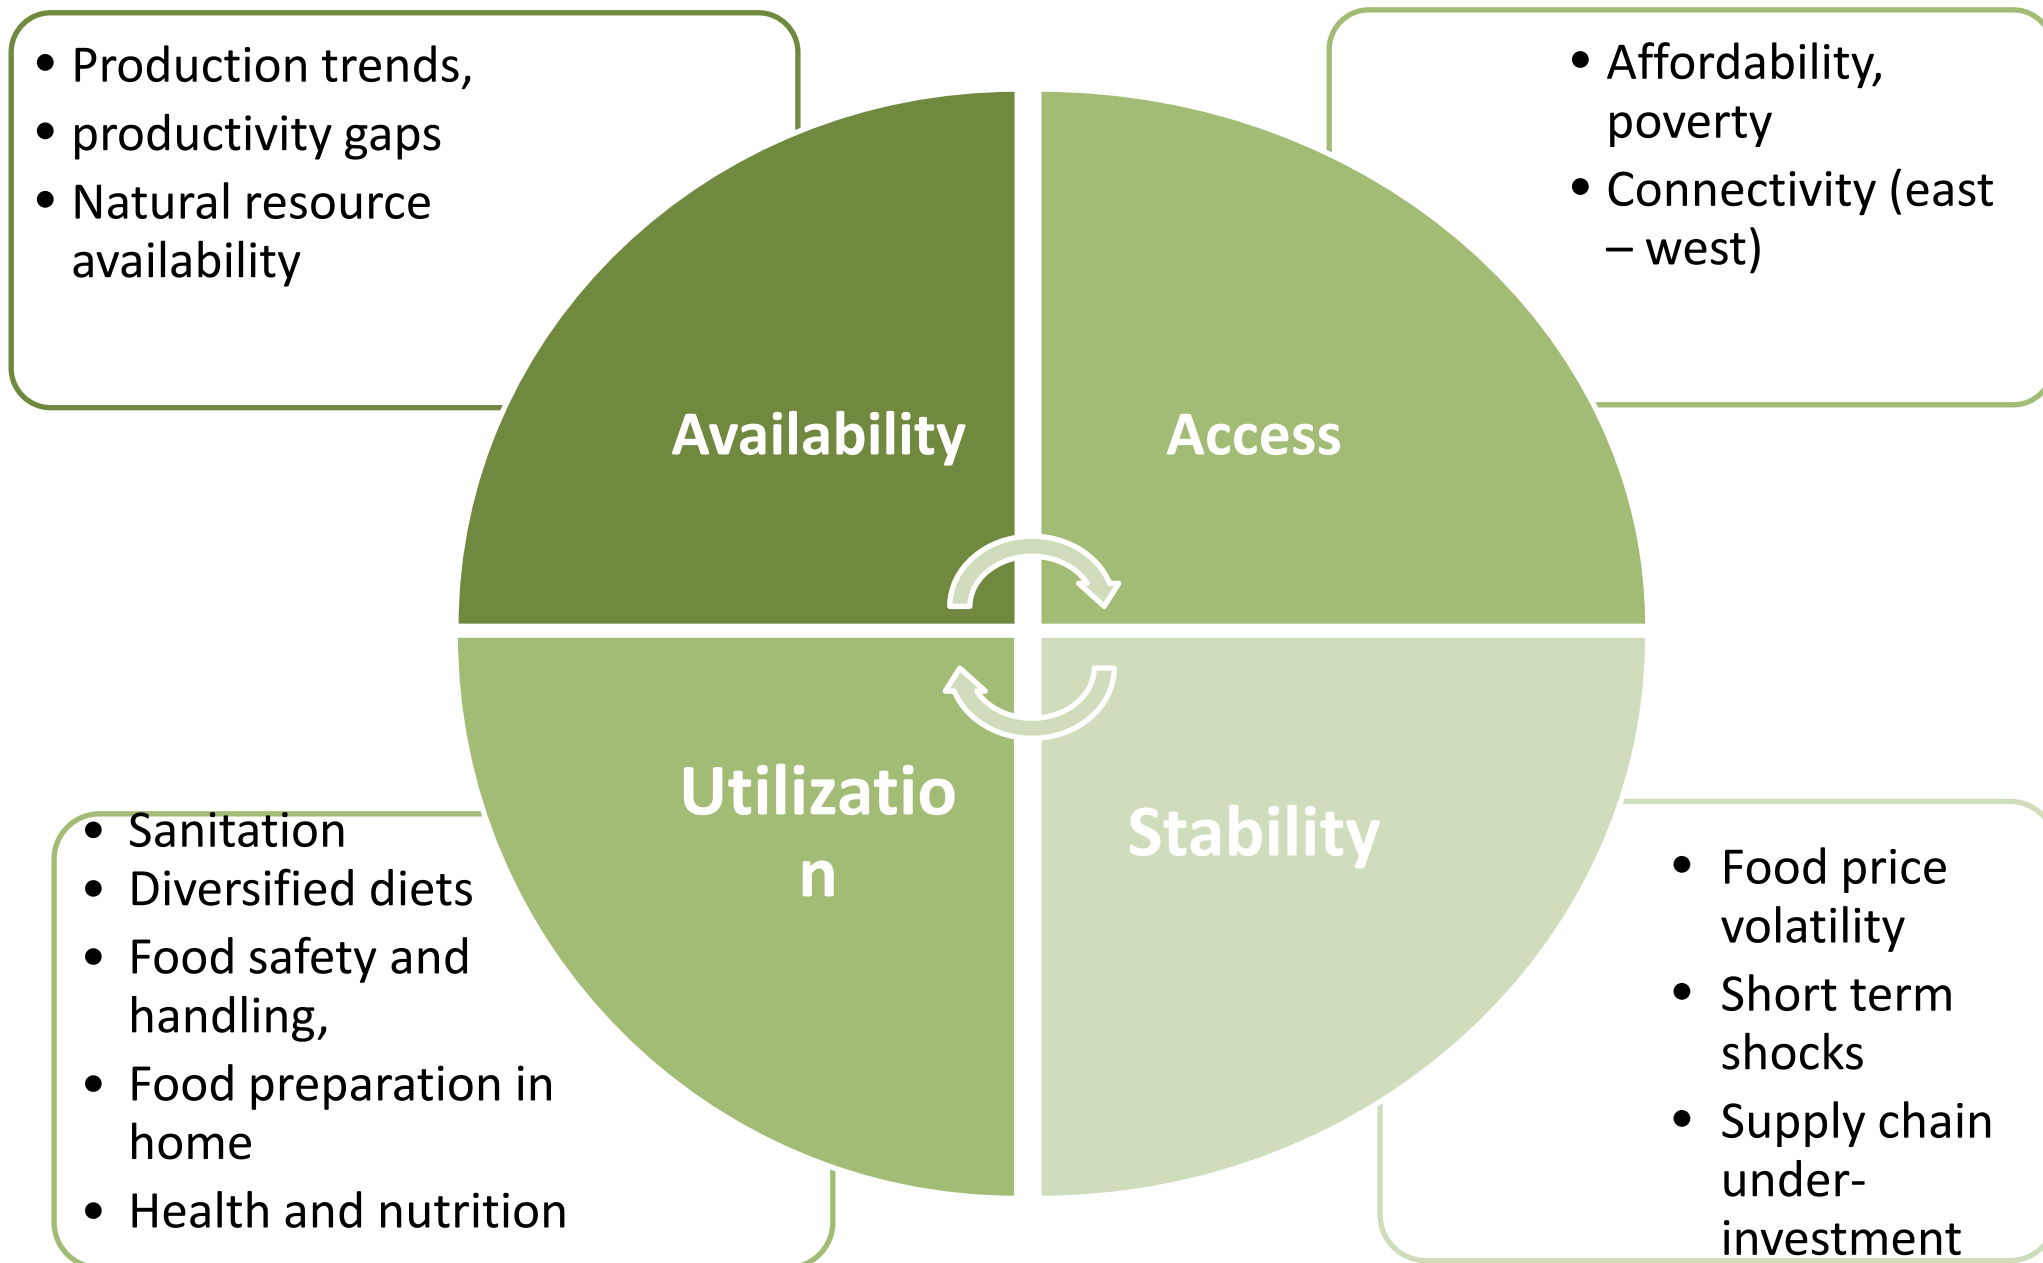 • Production trends,
• productivity gaps
• Natural resource
availability
• Affordability,
poverty
• Connectivity (east
– west)
Availability
Access
Utilizatio
n
Stability
• Sanitation
• Diversified diets
• Food safety and
handling,
• Food preparation in
home
• Health and nutrition
• Food price
volatility
• Short term
shocks
• Supply chain
under-
investment